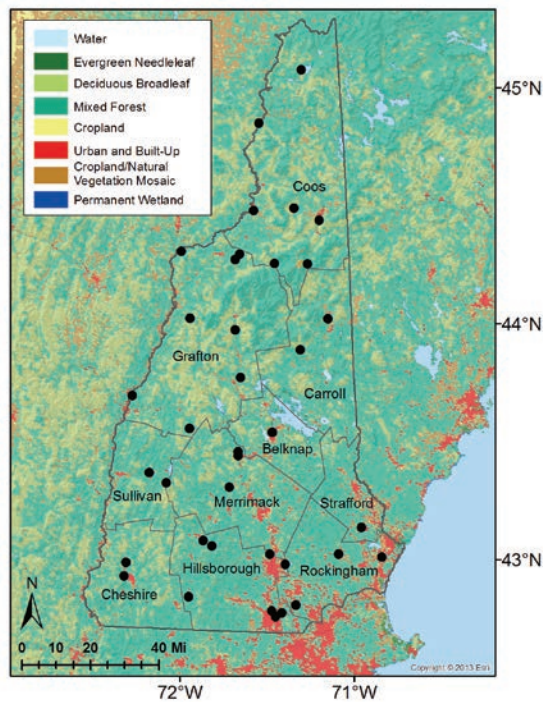 Water
Evergreen Needleleaf
Deciduous Broadleaf
Mixed Forest
Cropland
Urban and Built-Up
Cropland/Natural
Vegetation Mosaic
Permanent Wetland
45°N
Coos
44°N
Grafton
Carroll
Belknap
Sullivan
Merrimack
Strafford
43°N
Hillsborough
Rockingham
Cheshire
N
0 10 20 40 Mi
Copyright © 2013 Esri
72°W 71°W